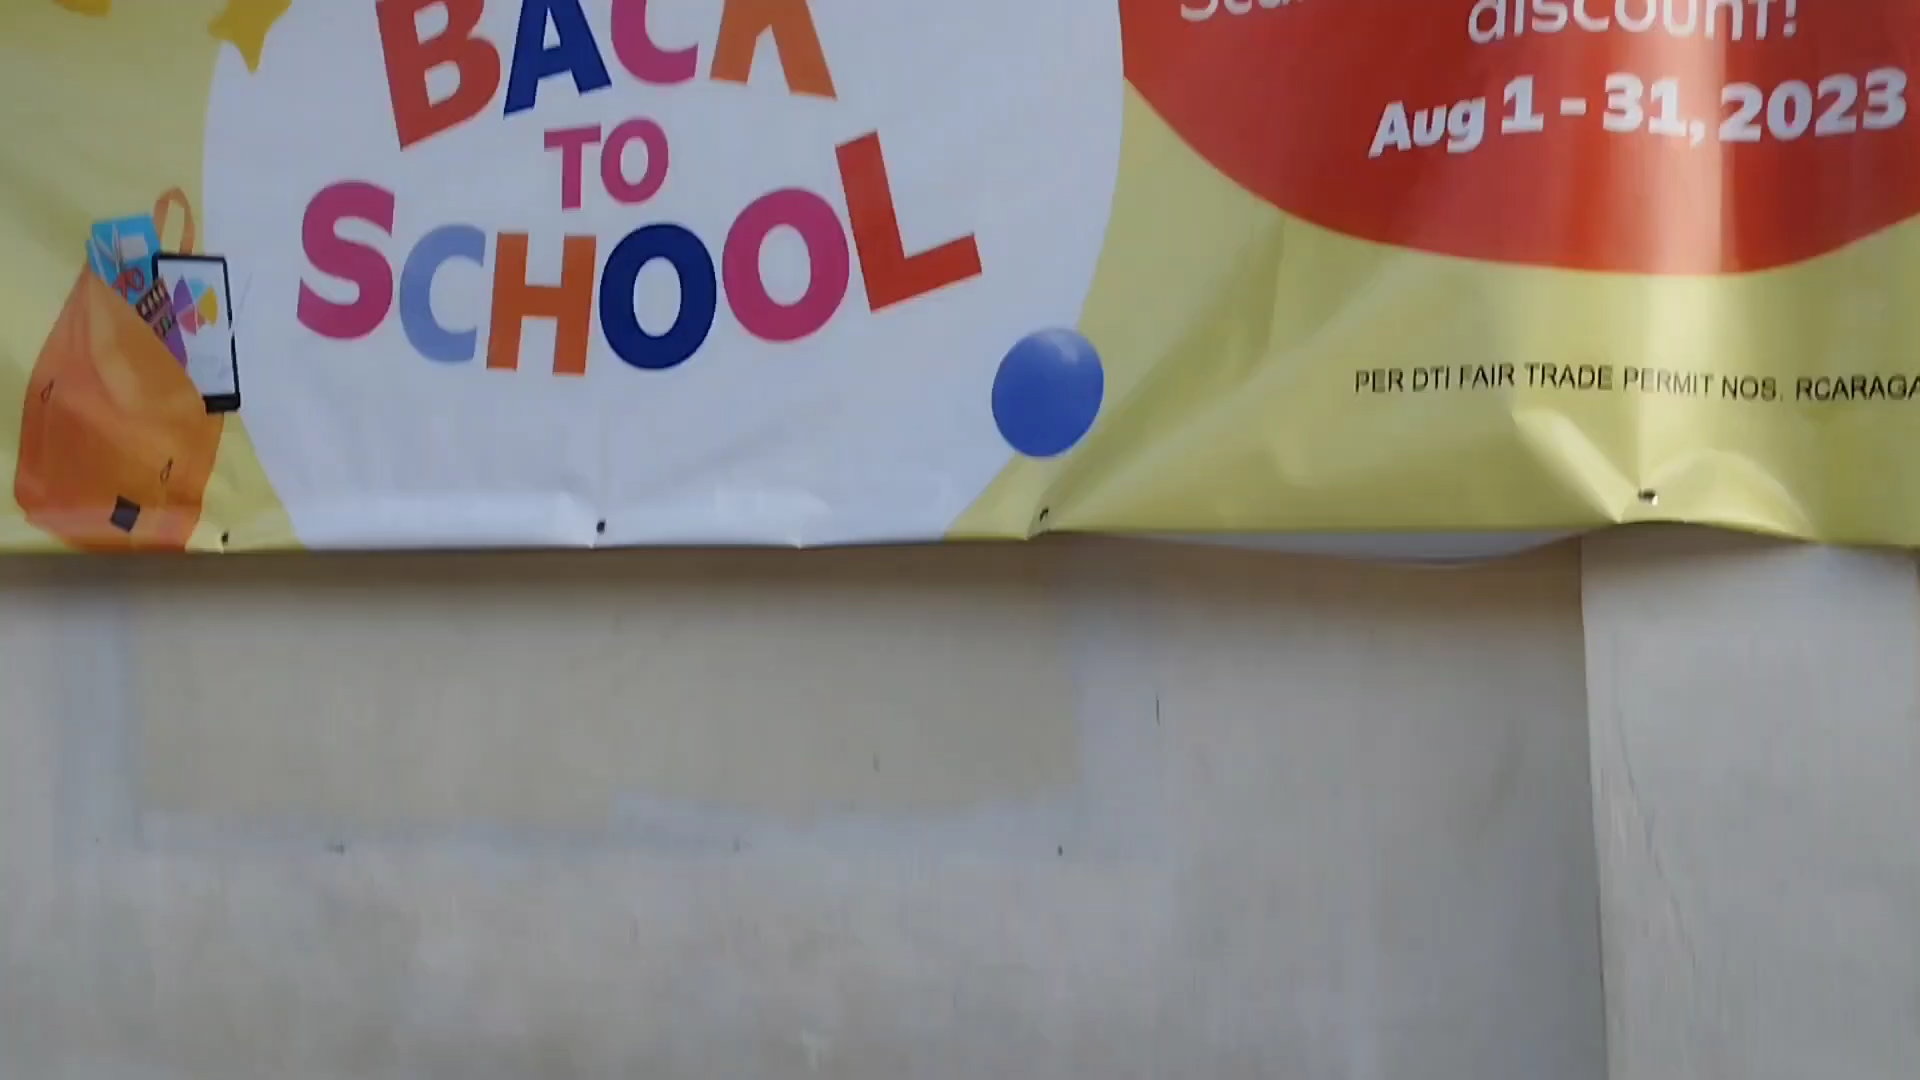 BACK
TO
SCHOOL
discount!
Aug 1 - 31, 2023
PER DTI FAIR TRADE PERMIT NOS. RCARAGA